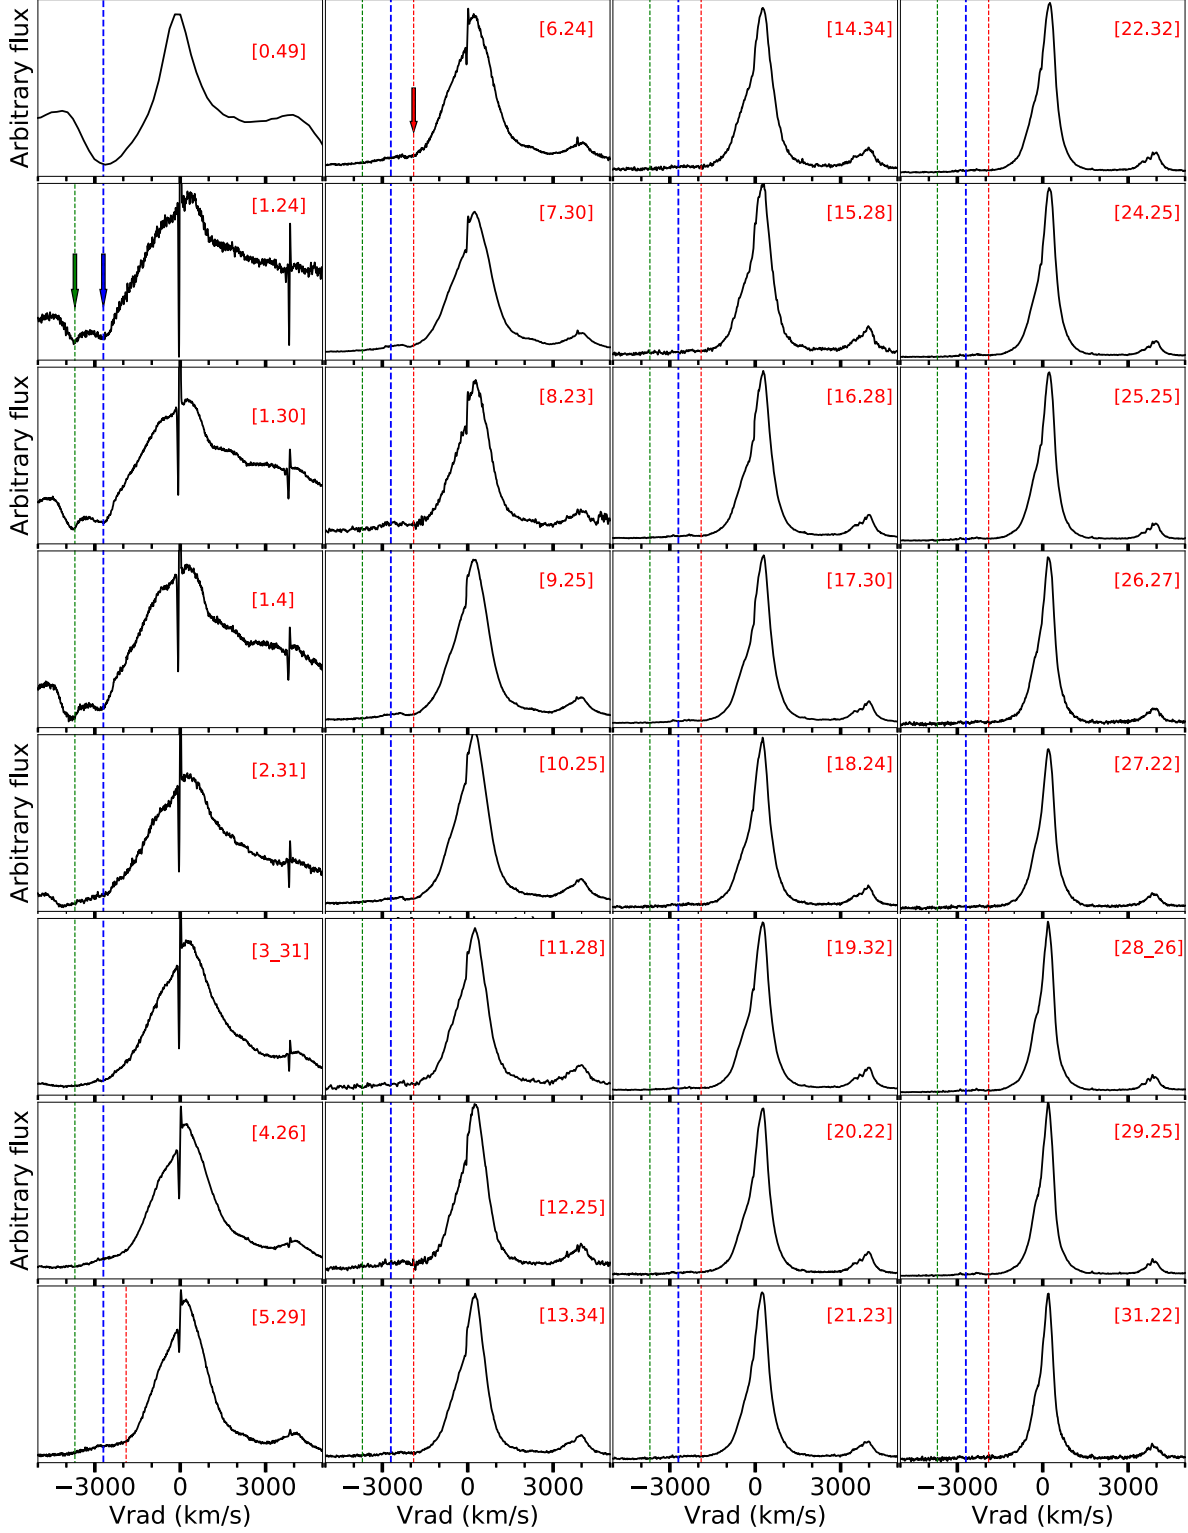 Arbitrary flux
[0.49]
[6.24]
[14.34]
[22.32]
[1.24]
[7.30]
[15.28]
[24.25]
Arbitrary flux
[1.30]
[8.23]
[16.28]
[25.25]
[1.4]
[9.25]
[17.30]
[26.27]
Arbitrary flux
[2.31]
[10.25]
[18.24]
[27.22]
[3_31]
[11.28]
[19.32]
[28_26]
Arbitrary flux
[4.26]
[12.25]
[20.22]
[29.25]
[5.29]
[13.34]
[21.23]
[31.22]
−3000 0 3000
−3000 0 3000
−3000 0 3000
−3000 0 3000
Vrad (km/s)
Vrad (km/s)
Vrad (km/s)
Vrad (km/s)